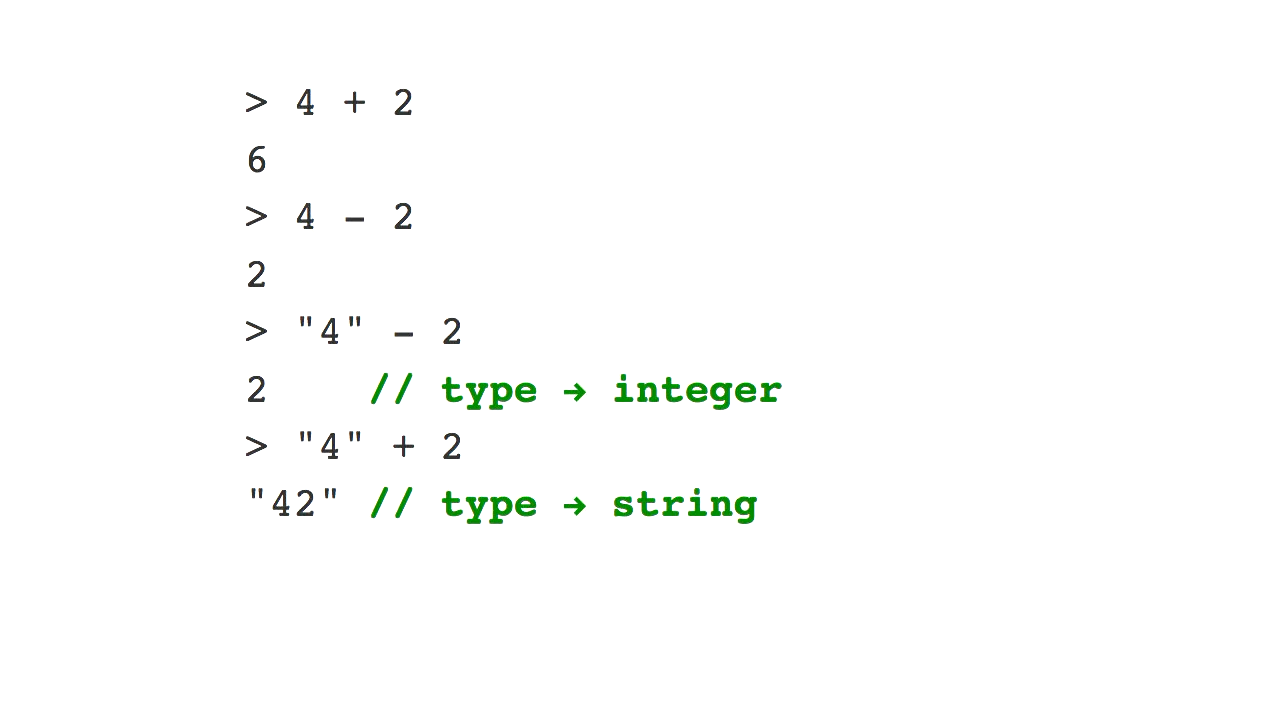 > 4 + 2
6
> 4 - 2
2
> "4" - 2
2 // type → integer
> "4" + 2
"42" // type → string